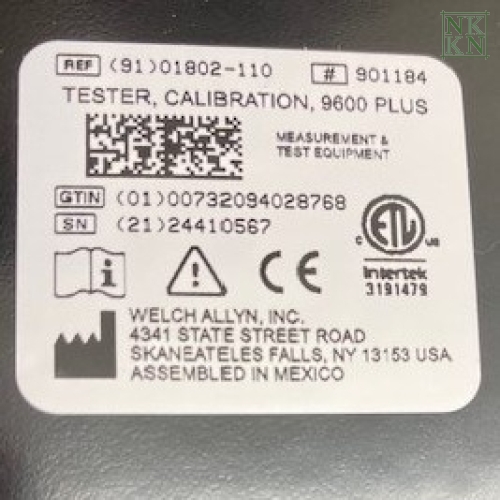 NK
KN
REF (91)01802-110 # 901184
TESTER, CALIBRATION, 9600 PLUS
MEASUREMENT &
TEST EQUIPMENT
GTIN (01)00732094028768
SN (21)24410567
i ! CE
C ETL US
Intertek
3191479
WELCH ALLYN, INC.
4341 STATE STREET ROAD
SKANEATELES FALLS, NY 13153 USA
ASSEMBLED IN MEXICO